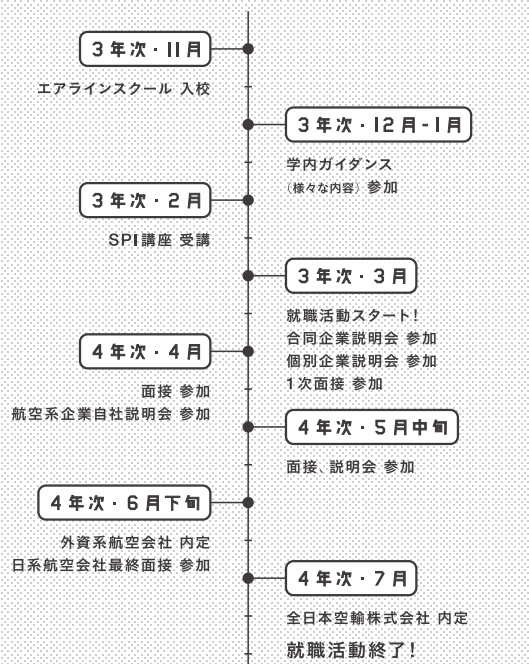 3年次・11月
エアラインスクール 入校
3年次・12月-1月
学内ガイダンス
(様々な内容) 参加
3年次・2月
SPI講座 受講
3年次・3月
就職活動スタート!
合同企業説明会 参加
個別企業説明会 参加
1次面接 参加
4年次・4月
面接 参加
航空系企業自社説明会 参加
4年次・5月中旬
面接、説明会 参加
4年次・6月下旬
外資系航空会社 内定
日系航空会社最終面接 参加
4年次・7月
全日本空輸株式会社 内定
就職活動終了!